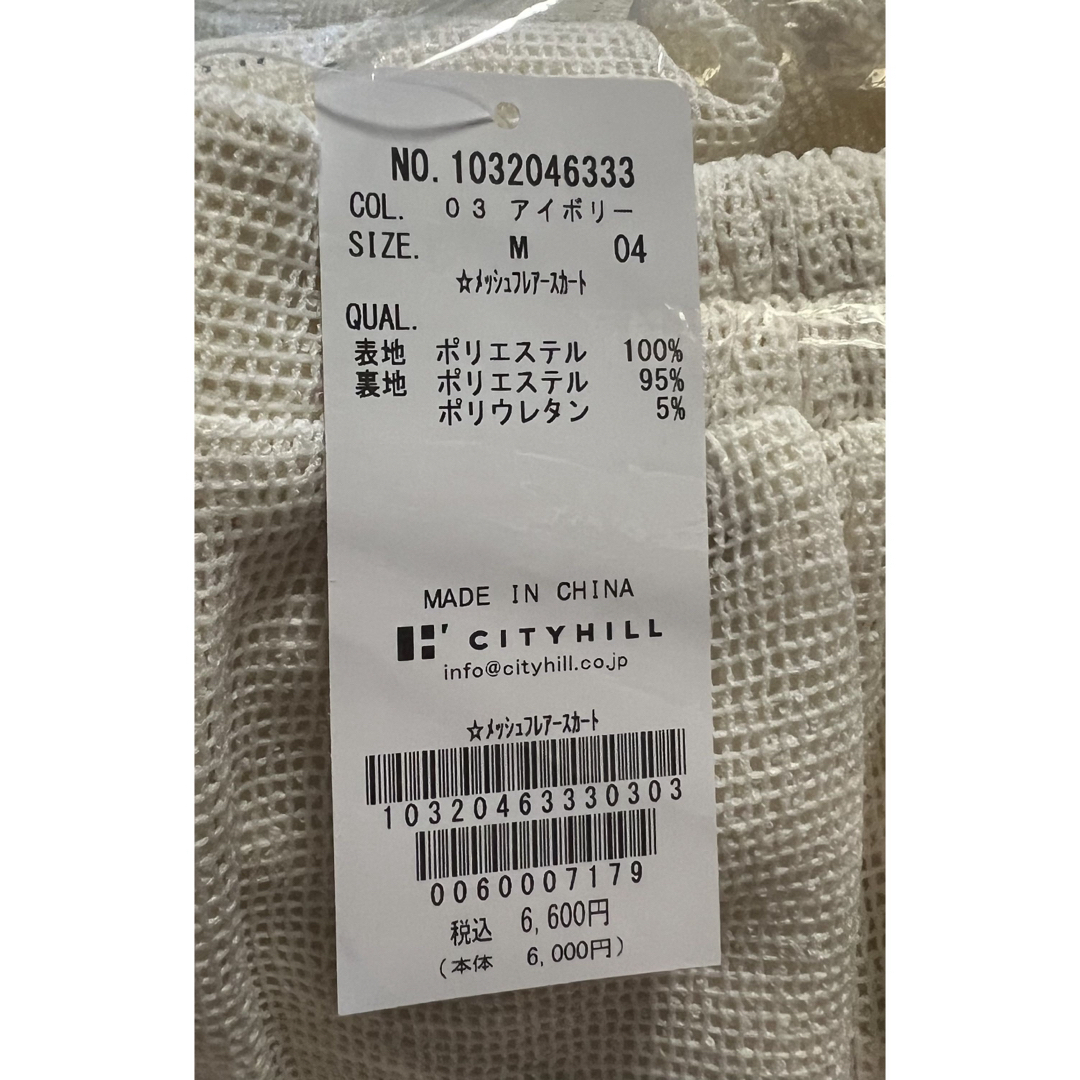 NO.1032046333
COL. 03 アイボリー
SIZE. M 04
☆メッシュフレアースカート
QUAL.
表地 ポリエステル 100%
裏地 ポリエステル 95%
ポリウレタン 5%
MADE IN CHINA
CITYHILL
info@cityhill.co.jp
☆メッシュフレアースカート
10320463330303
0060007179
税込 6,600円
(本体 6,000円)